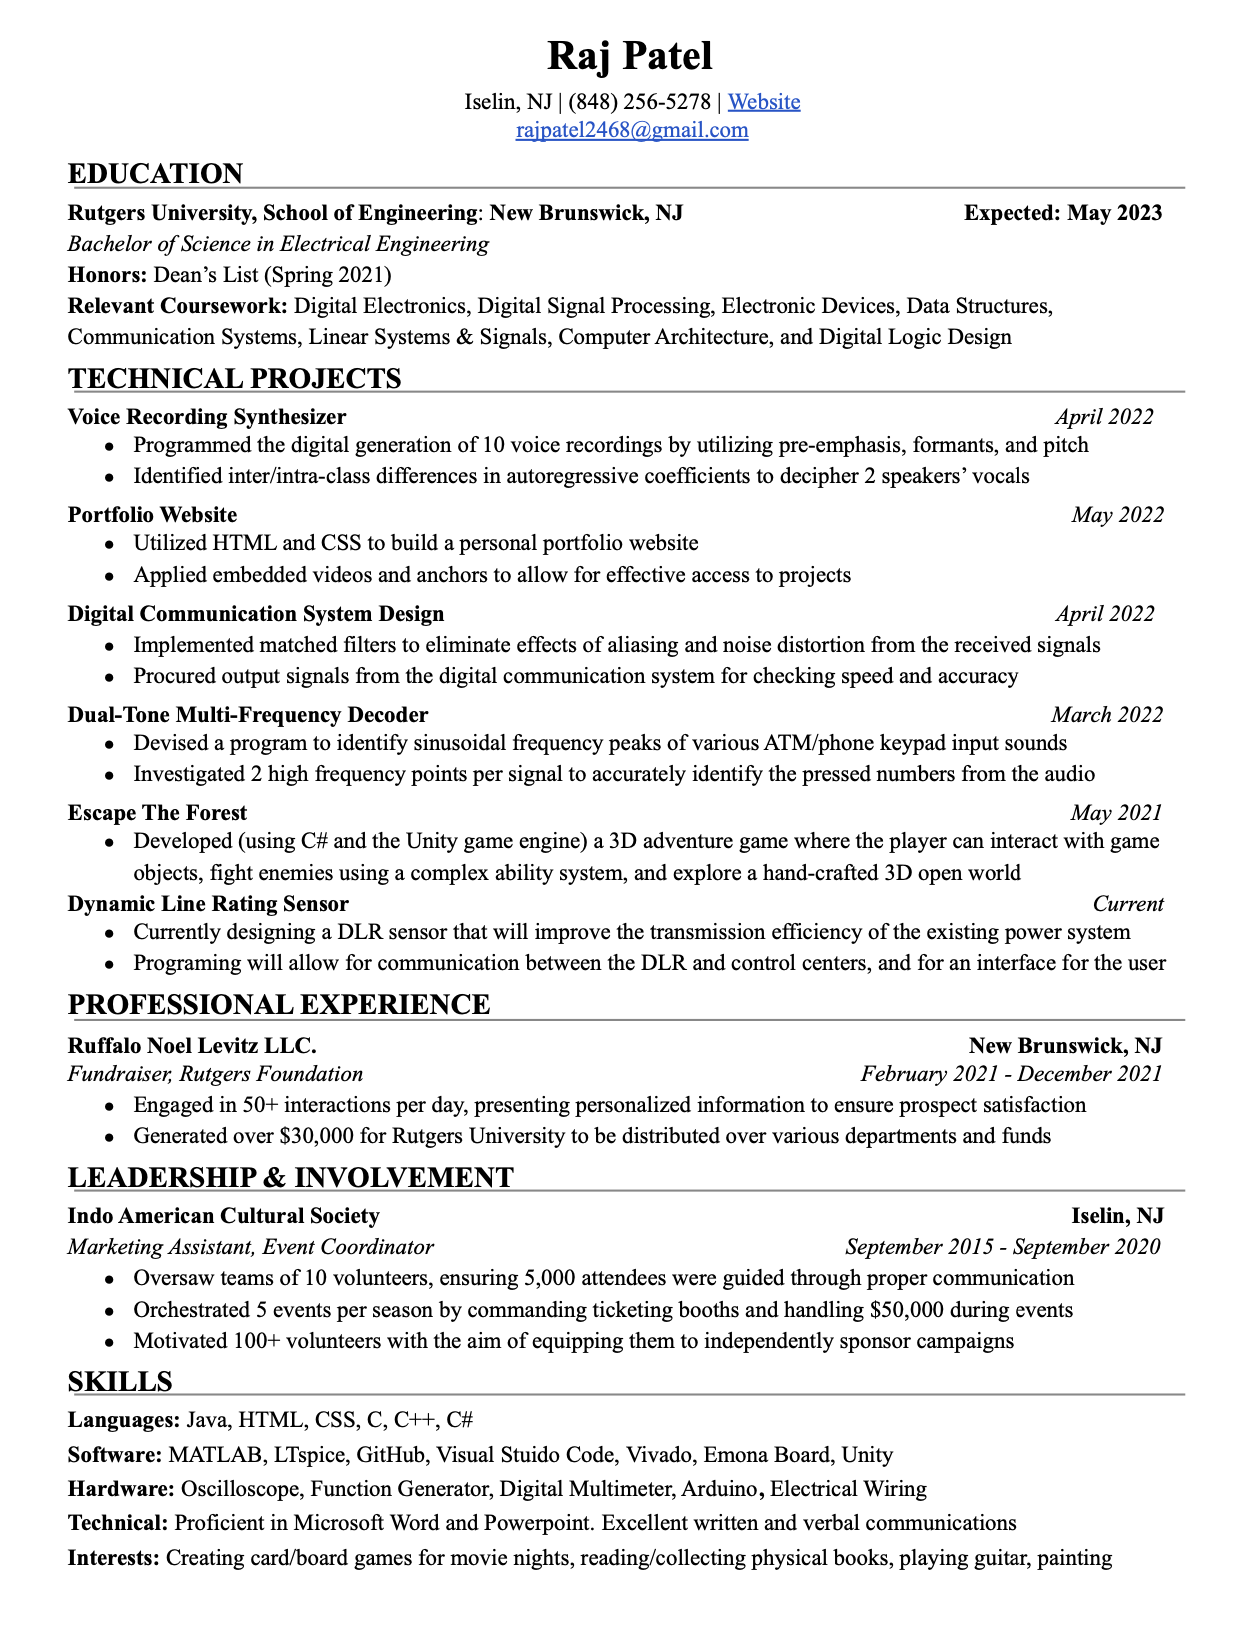 Raj Patel
Iselin, NJ | (848) 256-5278 | Website
rajpatel2468@gmail.com
EDUCATION
Rutgers University, School of Engineering: New Brunswick, NJ Expected: May 2023
Bachelor of Science in Electrical Engineering
Honors: Dean’s List (Spring 2021)
Relevant Coursework: Digital Electronics, Digital Signal Processing, Electronic Devices, Data Structures,
Communication Systems, Linear Systems & Signals, Computer Architecture, and Digital Logic Design
TECHNICAL PROJECTS
Voice Recording Synthesizer April 2022
● Programmed the digital generation of 10 voice recordings by utilizing pre-emphasis, formants, and pitch
● Identified inter/intra-class differences in autoregressive coefficients to decipher 2 speakers’ vocals
Portfolio Website May 2022
● Utilized HTML and CSS to build a personal portfolio website
● Applied embedded videos and anchors to allow for effective access to projects
Digital Communication System Design April 2022
● Implemented matched filters to eliminate effects of aliasing and noise distortion from the received signals
● Procured output signals from the digital communication system for checking speed and accuracy
Dual-Tone Multi-Frequency Decoder March 2022
● Devised a program to identify sinusoidal frequency peaks of various ATM/phone keypad input sounds
● Investigated 2 high frequency points per signal to accurately identify the pressed numbers from the audio
Escape The Forest May 2021
● Developed (using C# and the Unity game engine) a 3D adventure game where the player can interact with game
objects, fight enemies using a complex ability system, and explore a hand-crafted 3D open world
Dynamic Line Rating Sensor Current
● Currently designing a DLR sensor that will improve the transmission efficiency of the existing power system
● Programing will allow for communication between the DLR and control centers, and for an interface for the user
PROFESSIONAL EXPERIENCE
Ruffalo Noel Levitz LLC. New Brunswick, NJ
Fundraiser, Rutgers Foundation February 2021 - December 2021
● Engaged in 50+ interactions per day, presenting personalized information to ensure prospect satisfaction
● Generated over $30,000 for Rutgers University to be distributed over various departments and funds
LEADERSHIP & INVOLVEMENT
Indo American Cultural Society Iselin, NJ
Marketing Assistant, Event Coordinator September 2015 - September 2020
● Oversaw teams of 10 volunteers, ensuring 5,000 attendees were guided through proper communication
● Orchestrated 5 events per season by commanding ticketing booths and handling $50,000 during events
● Motivated 100+ volunteers with the aim of equipping them to independently sponsor campaigns
SKILLS
Languages: Java, HTML, CSS, C, C++, C#
Software: MATLAB, LTspice, GitHub, Visual Stuido Code, Vivado, Emona Board, Unity
Hardware: Oscilloscope, Function Generator, Digital Multimeter, Arduino, Electrical Wiring
Technical: Proficient in Microsoft Word and Powerpoint. Excellent written and verbal communications
Interests: Creating card/board games for movie nights, reading/collecting physical books, playing guitar, painting